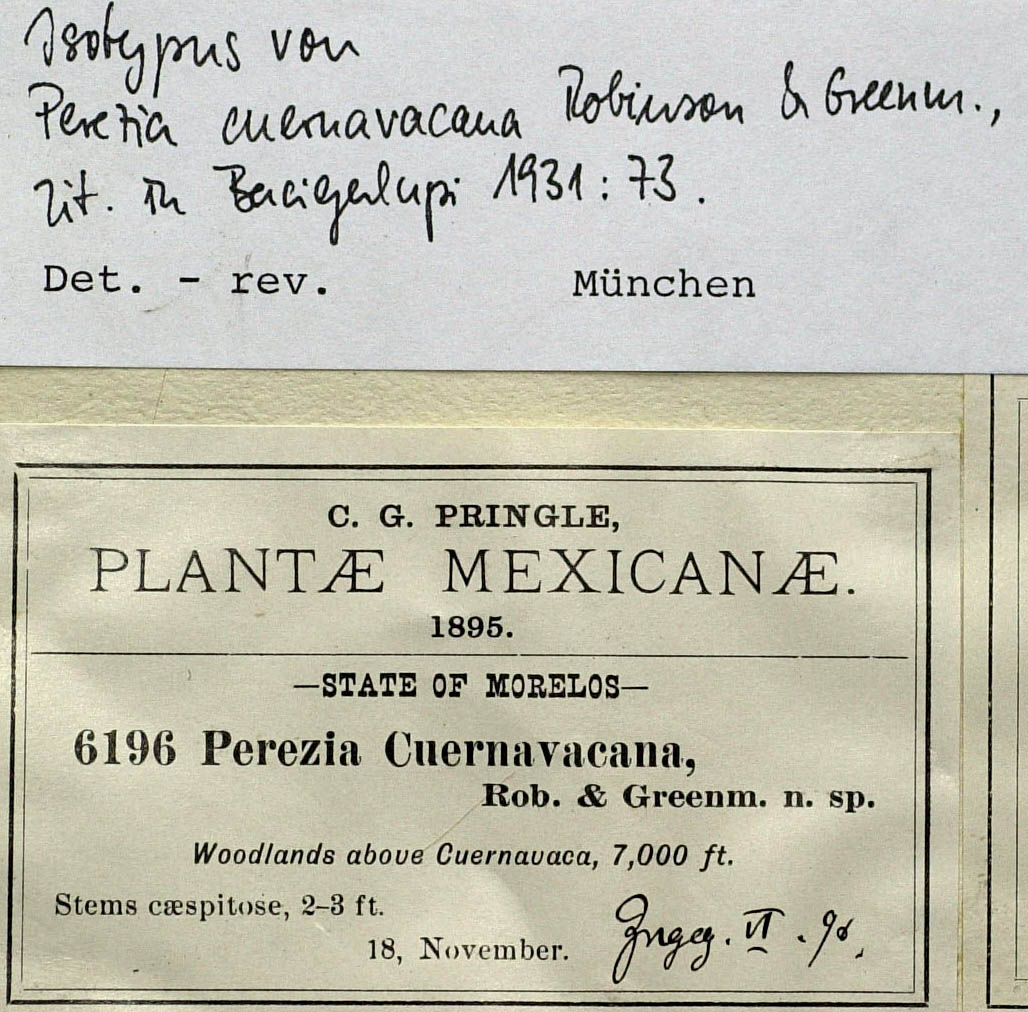 Isotypus von
Perezia cuernavacana Robinson & Greenm.,
zit. in Bacigalupi 1931: 73.
Det. - rev. München
C. G. PRINGLE,
PLANTÆ MEXICANÆ.
1895.
—STATE OF MORELOS—
6196 Perezia Cuernavacana,
Rob. & Greenm. n. sp.
Woodlands above Cuernavaca, 7,000 ft.
Stems cæspitose, 2–3 ft.
18, November.
VI.